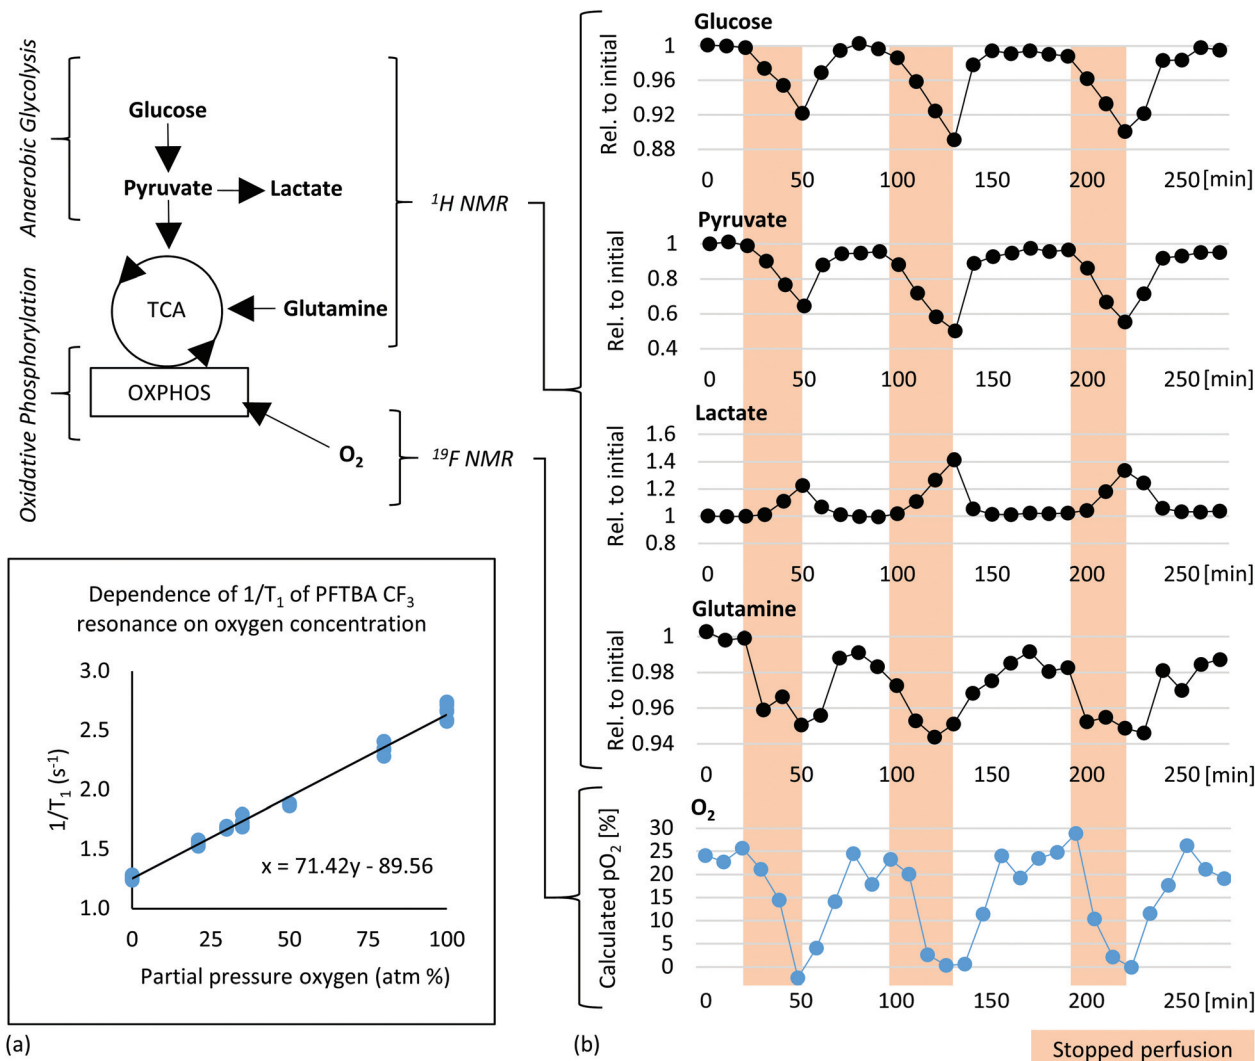 Anaerobic Glycolysis
Oxidative Phosphorylation
Glucose
Pyruvate
Lactate
TCA
Glutamine
OXPHOS
O₂
¹H NMR
¹⁹F NMR
Dependence of 1/T₁ of PFTBA CF₃
resonance on oxygen concentration
1/T₁ (s⁻¹)
3.0
2.5
2.0
1.5
1.0
x = 71.42y - 89.56
0 25 50 75 100
Partial pressure oxygen (atm %)
(a)
Glucose
Rel. to initial
1
0.96
0.92
0.88
0 50 100 150 200 250 [min]
Pyruvate
Rel. to initial
1
0.8
0.6
0.4
0 50 100 150 200 250 [min]
Lactate
Rel. to initial
1.6
1.4
1.2
1
0.8
0 50 100 150 200 250 [min]
Glutamine
Rel. to initial
1
0.98
0.96
0.94
0 50 100 150 200 250 [min]
O₂
Calculated pO₂ [%]
30
25
20
15
10
5
0
0 50 100 150 200 250 [min]
(b)
Stopped perfusion